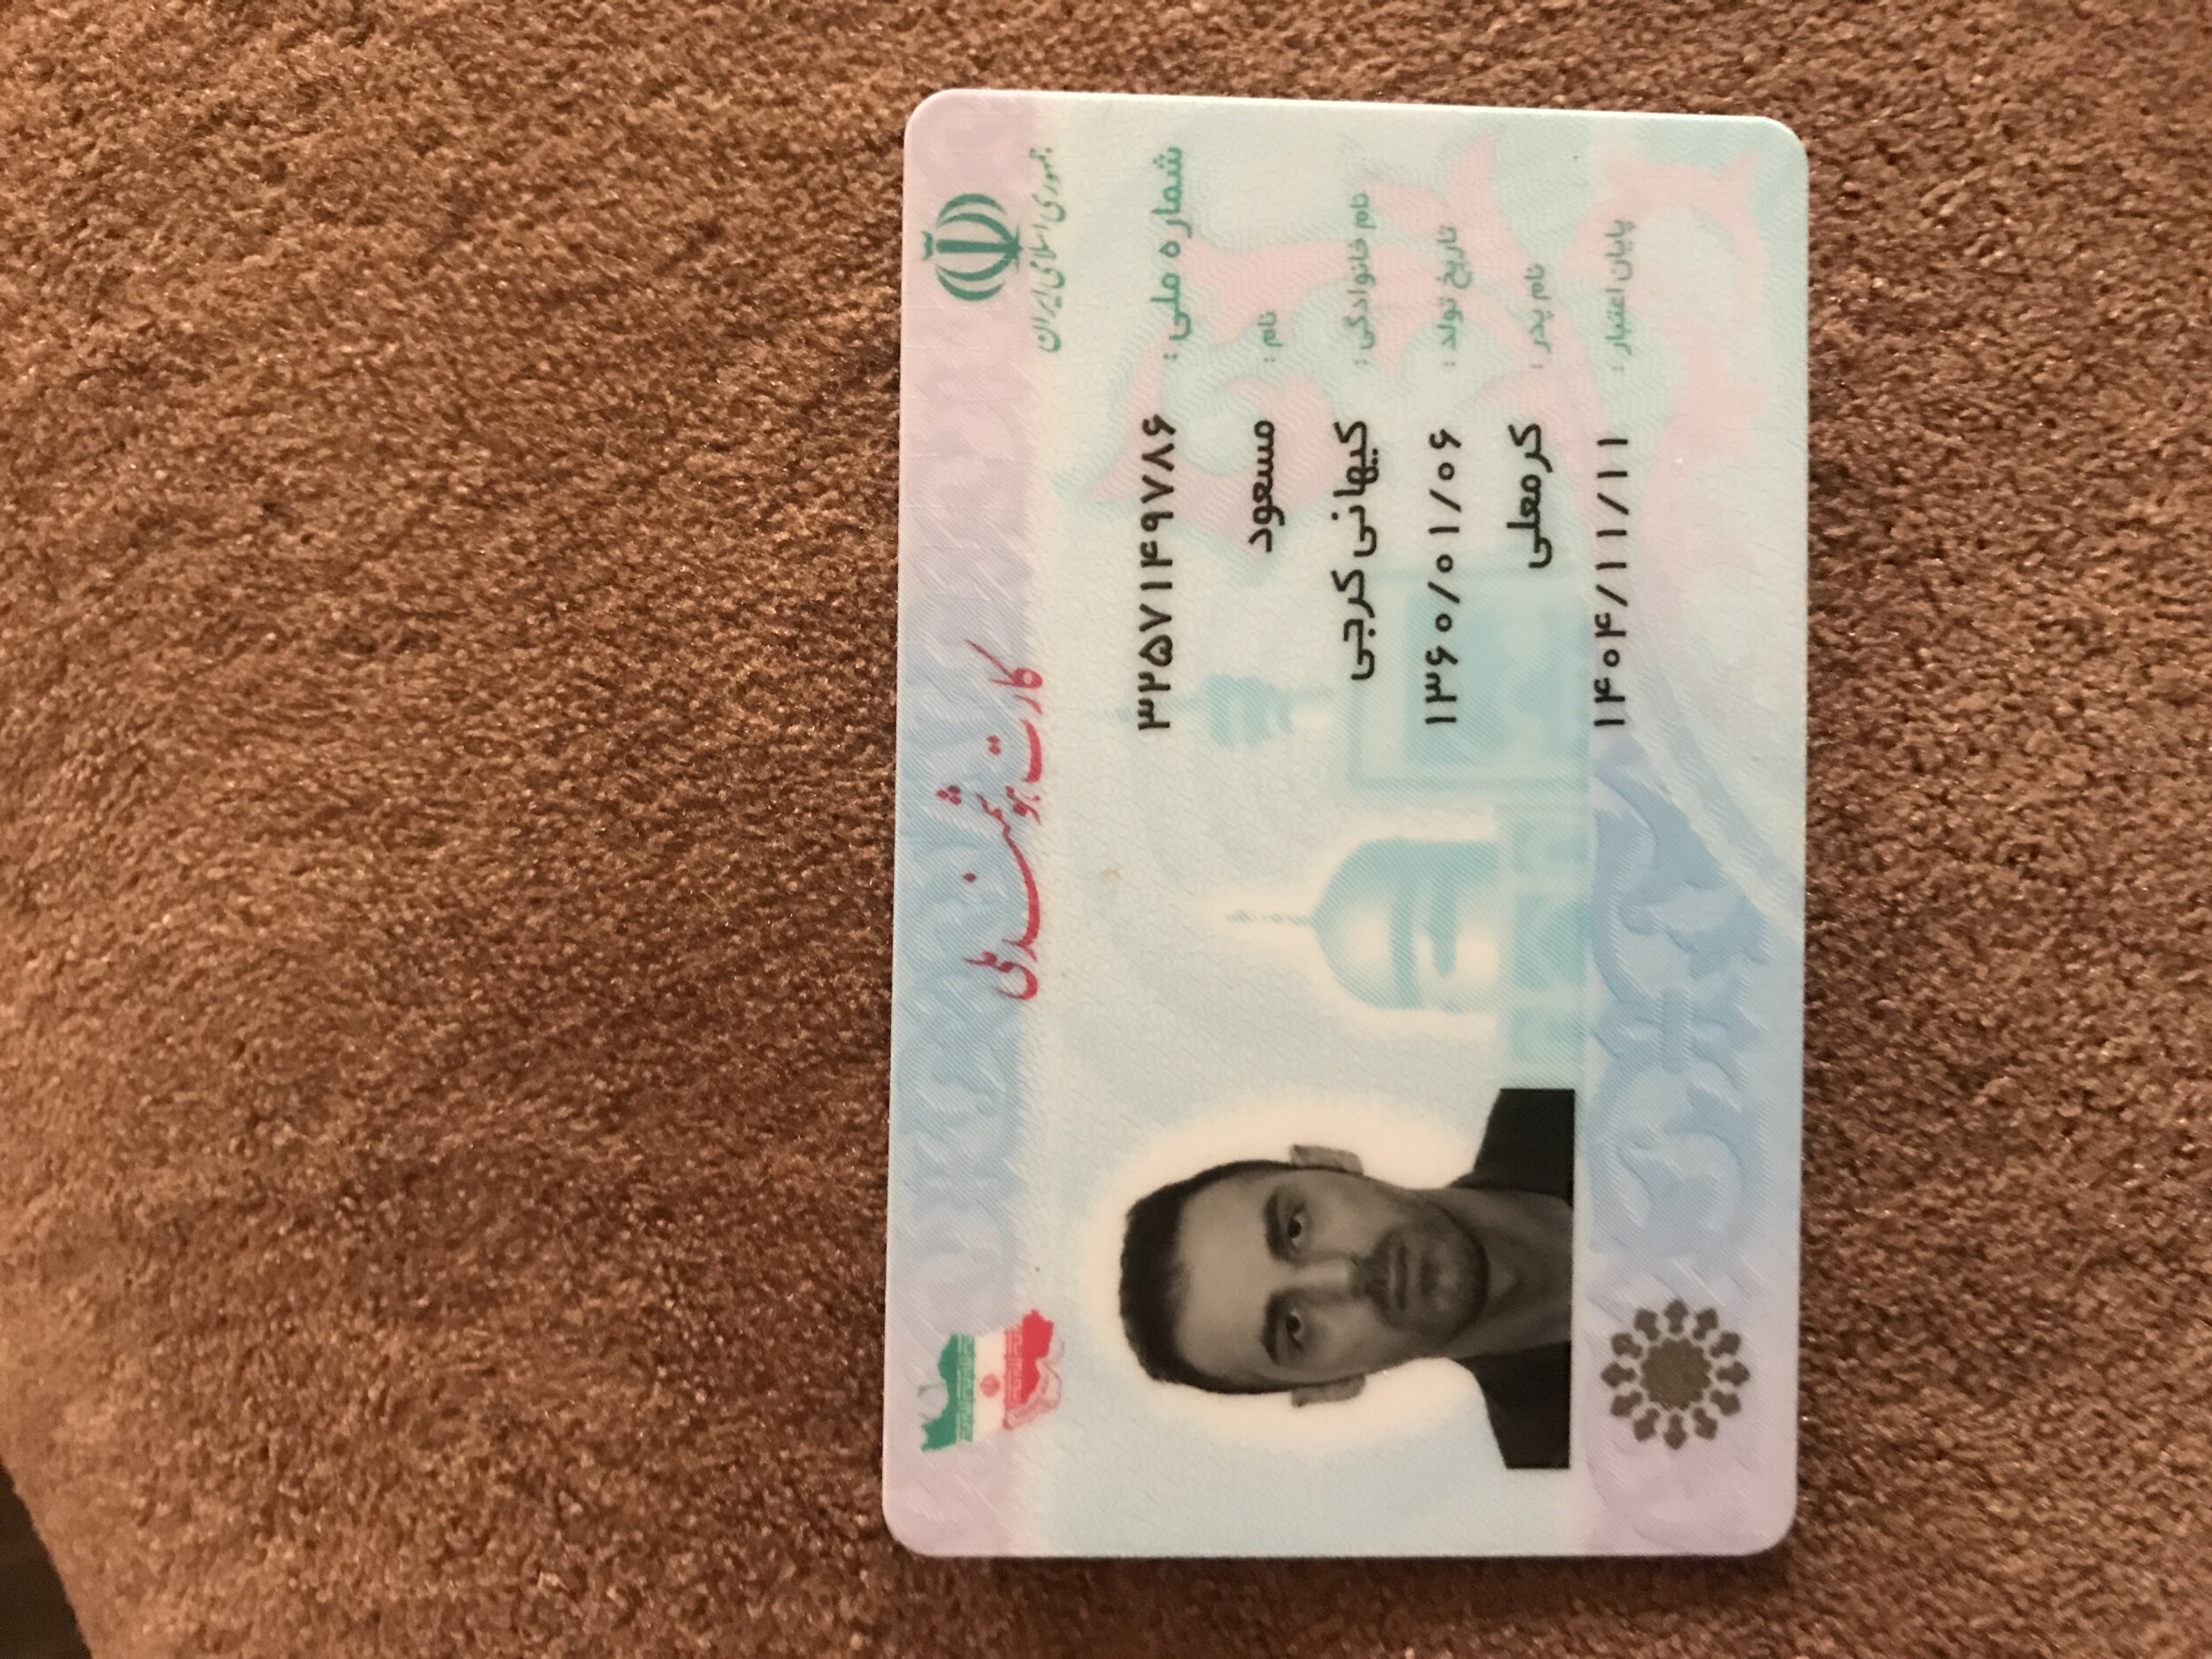 جمهوری اسلامی ایران
کارت هوشمند ملی
شماره ملی : ۳۲۵۷۱۴۹۷۸۶
نام : مسعود
نام خانوادگی : کیهانی کرجی
تاریخ تولد : ۱۳۶۰/۰۱/۰۶
نام پدر : کرمعلی
پایان اعتبار : ۱۴۰۴/۱۱/۱۱